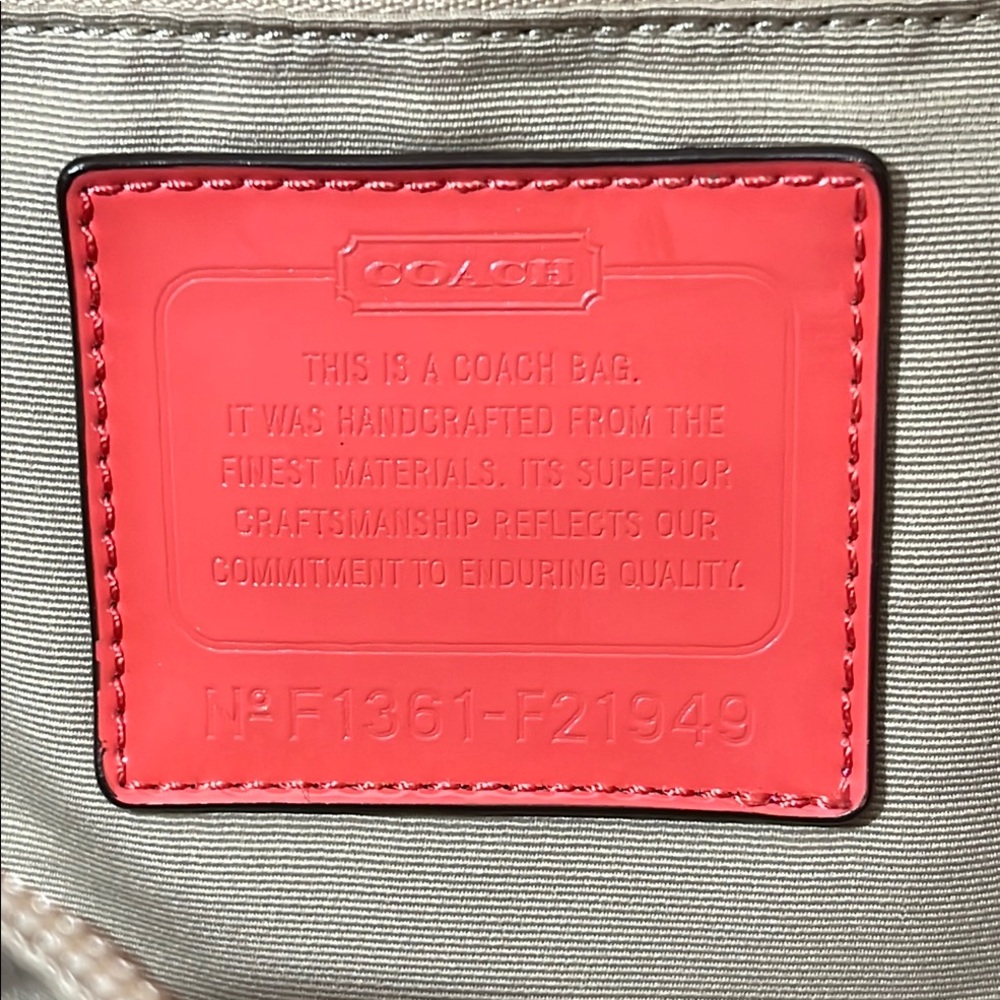 COACH
THIS IS A COACH BAG.
IT WAS HANDCRAFTED FROM THE
FINEST MATERIALS. ITS SUPERIOR
CRAFTSMANSHIP REFLECTS OUR
COMMITMENT TO ENDURING QUALITY.
Nº F1361-F21949